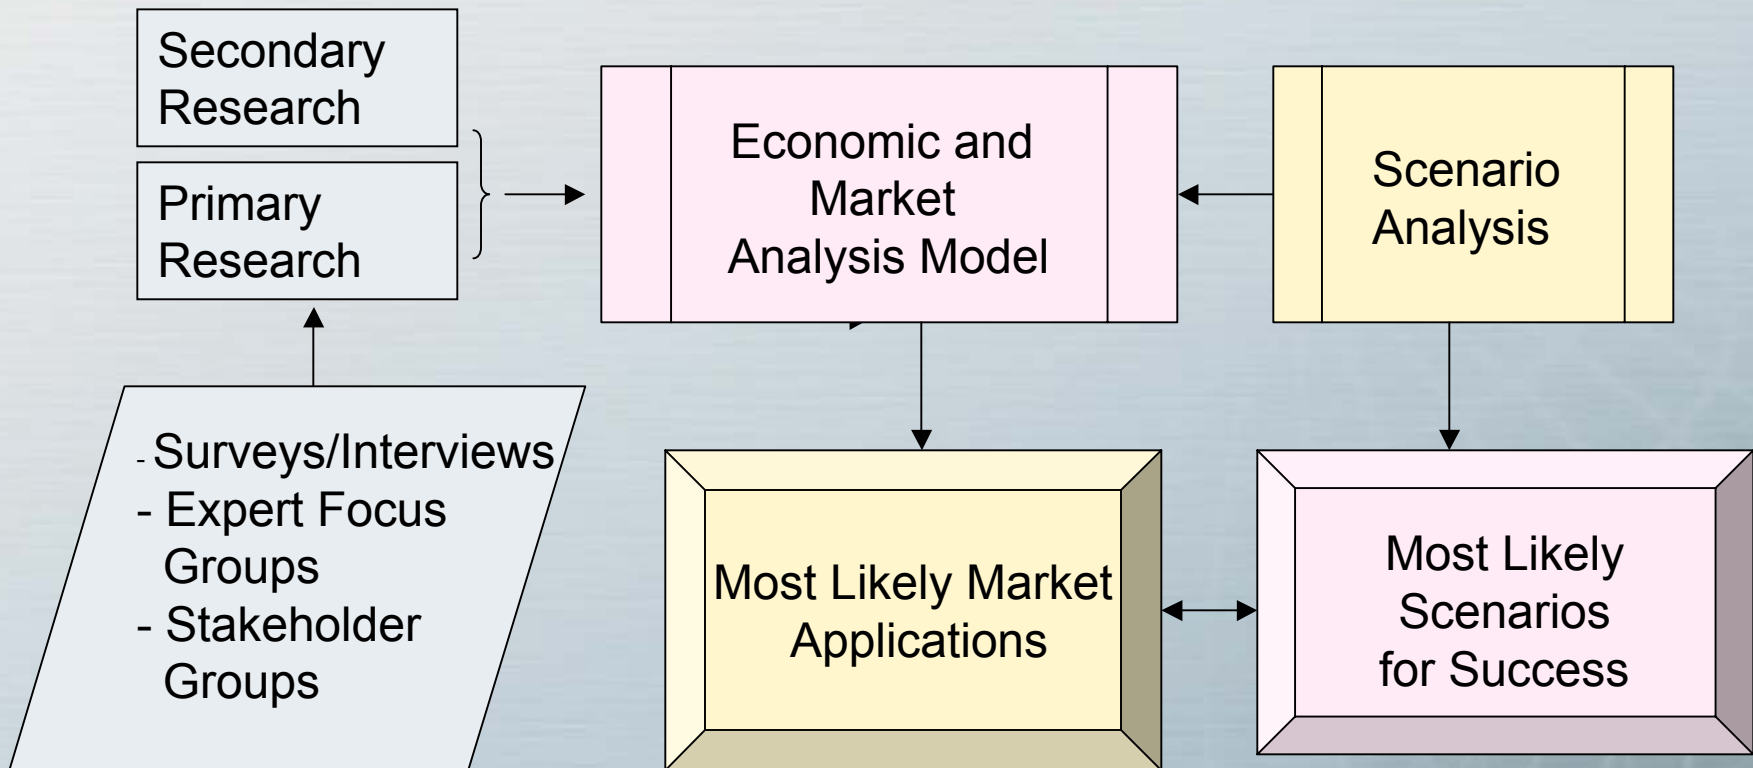 Secondary
Research
Primary
Research
- Surveys/Interviews
- Expert Focus
Groups
- Stakeholder
Groups
Economic and
Market
Analysis Model
Scenario
Analysis
Most Likely Market
Applications
Most Likely
Scenarios
for Success